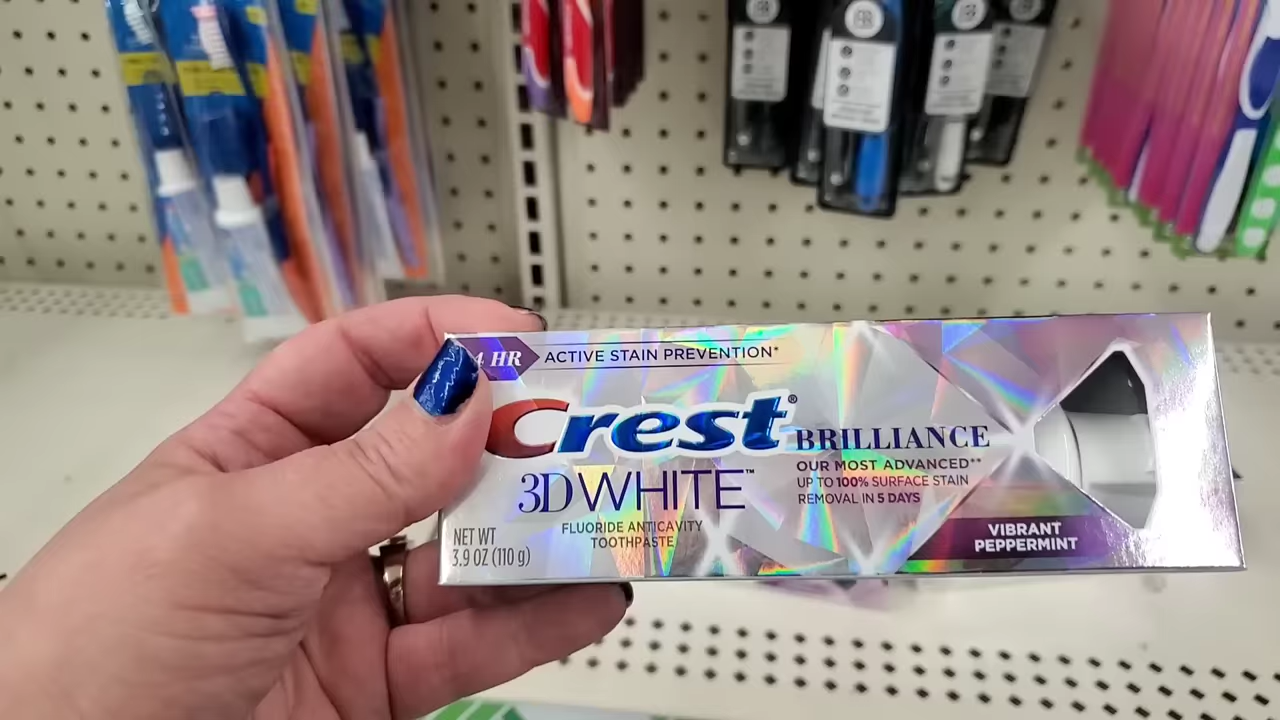 4 HR ACTIVE STAIN PREVENTION*
Crest®
3D WHITE™
BRILLIANCE
OUR MOST ADVANCED**
UP TO 100% SURFACE STAIN
REMOVAL IN 5 DAYS
FLUORIDE ANTICAVITY
TOOTHPASTE
NET WT
3.9 OZ (110 g)
VIBRANT
PEPPERMINT